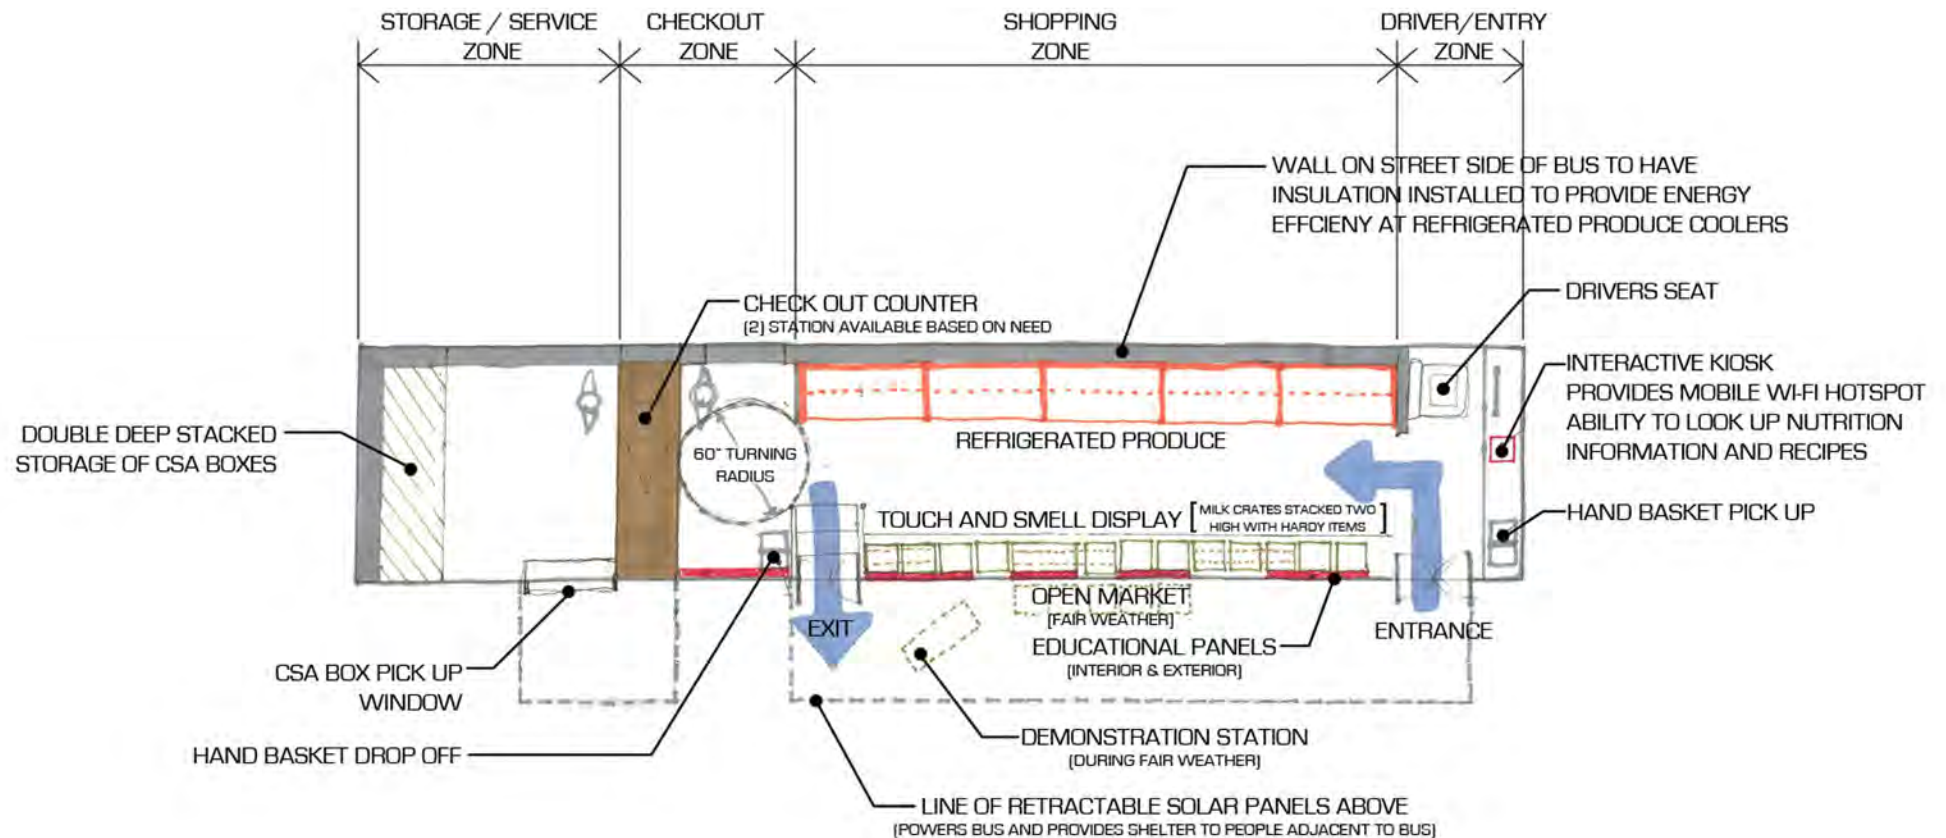 STORAGE / SERVICE
ZONE
CHECKOUT
ZONE
SHOPPING
ZONE
DRIVER/ENTRY
ZONE
WALL ON STREET SIDE OF BUS TO HAVE
INSULATION INSTALLED TO PROVIDE ENERGY
EFFCIENY AT REFRIGERATED PRODUCE COOLERS
DRIVERS SEAT
CHECK OUT COUNTER
(2) STATION AVAILABLE BASED ON NEED
INTERACTIVE KIOSK
PROVIDES MOBILE WI-FI HOTSPOT
ABILITY TO LOOK UP NUTRITION
INFORMATION AND RECIPES
DOUBLE DEEP STACKED
STORAGE OF CSA BOXES
REFRIGERATED PRODUCE
60" TURNING
RADIUS
HAND BASKET PICK UP
TOUCH AND SMELL DISPLAY
[MILK CRATES STACKED TWO
HIGH WITH HARDY ITEMS]
OPEN MARKET
(FAIR WEATHER)
EXIT
EDUCATIONAL PANELS
(INTERIOR & EXTERIOR)
ENTRANCE
CSA BOX PICK UP
WINDOW
HAND BASKET DROP OFF
DEMONSTRATION STATION
(DURING FAIR WEATHER)
LINE OF RETRACTABLE SOLAR PANELS ABOVE
(POWERS BUS AND PROVIDES SHELTER TO PEOPLE ADJACENT TO BUS)